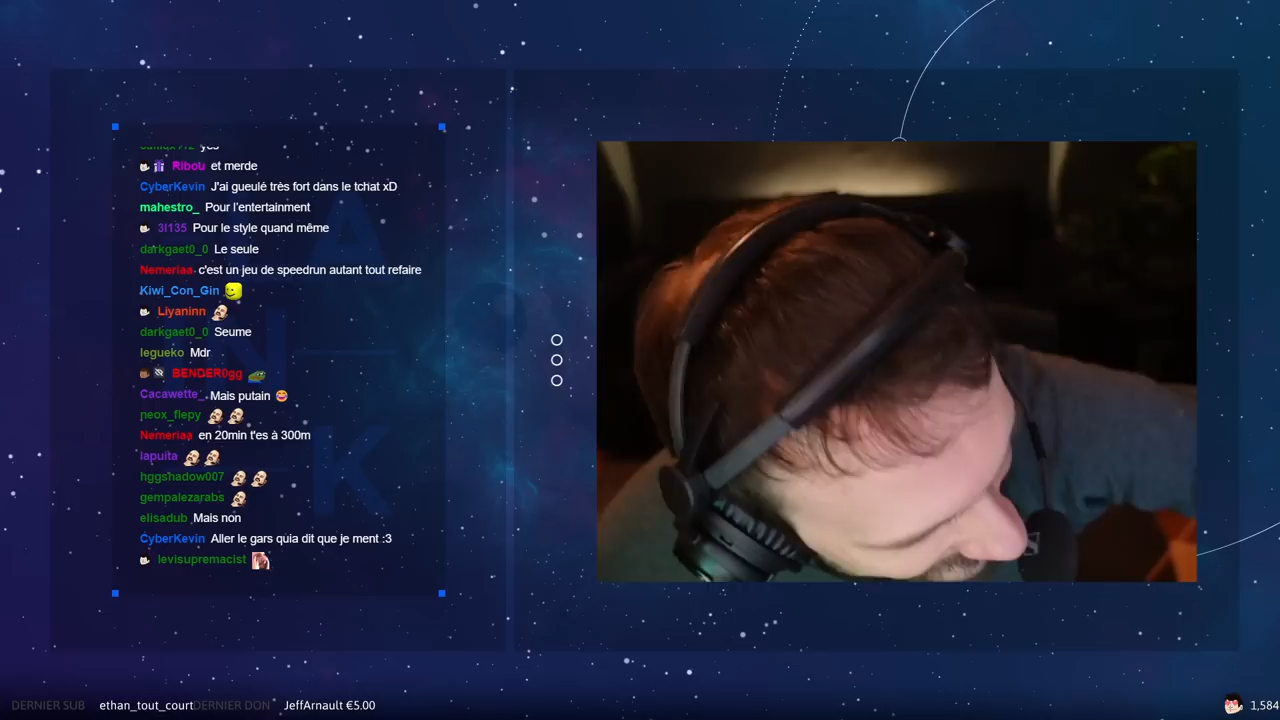 yes
Ribou et merde
CyberKevin J'ai gueulé très fort dans le tchat xD
mahestro_ Pour l'entertainment
3l135 Pour le style quand même
darkgaet0_0 Le seule
Nemeriaa c'est un jeu de speedrun autant tout refaire
Kiwi_Con_Gin
Liyaninn
darkgaet0_0 Seume
legueko Mdr
BENDER0gg
Cacawette_ Mais putain
neox_flepy
Nemeriaa en 20min t'es à 300m
lapuita
hggshadow007
gempalezarabs
elisadub Mais non
CyberKevin Aller le gars quia dit que je ment :3
levisupremacist
DERNIER SUB ethan_tout_court DERNIER DON JeffArnault €5.00
1,584